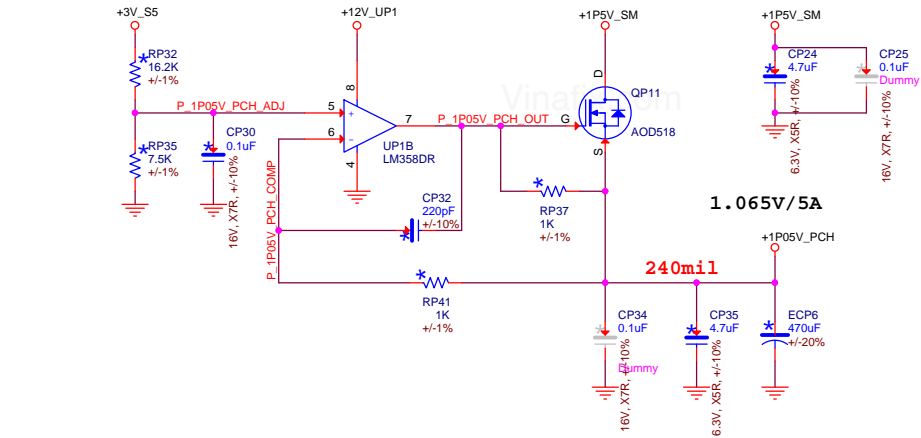 +3V_S5
+12V_UP1
+1P5V_SM
+1P5V_SM
RP32
16.2K
+/-1%
P_1P05V_PCH_ADJ
RP35
7.5K
+/-1%
CP30
0.1uF
16V, X7R, +/-10%
8
5
6
7
4
UP1B
LM358DR
P_1P05V_PCH_OUT
P_1P05V_PCH_COMP
D
G
S
QP11
AOD518
CP24
4.7uF
6.3V, X5R, +/-10%
CP25
0.1uF
Dummy
16V, X7R, +/-10%
CP32
220pF
+/-10%
RP37
1K
+/-1%
1.065V/5A
+1P05V_PCH
240mil
RP41
1K
+/-1%
CP34
0.1uF
Dummy
16V, X7R, +/-10%
CP35
4.7uF
6.3V, X5R, +/-10%
ECP6
470uF
+/-20%